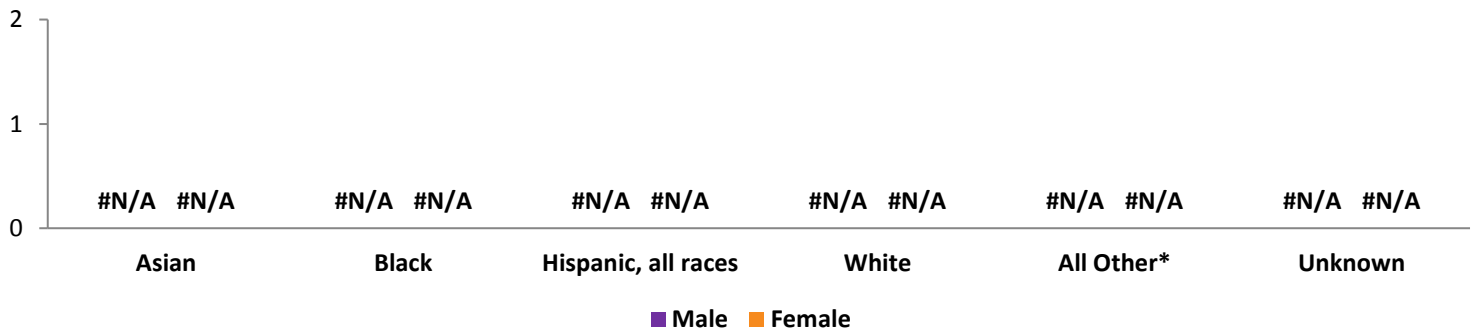 2
1
#N/A #N/A #N/A #N/A #N/A #N/A #N/A #N/A #N/A #N/A #N/A #N/A
0
Asian Black Hispanic, all races White All Other* Unknown
Male Female